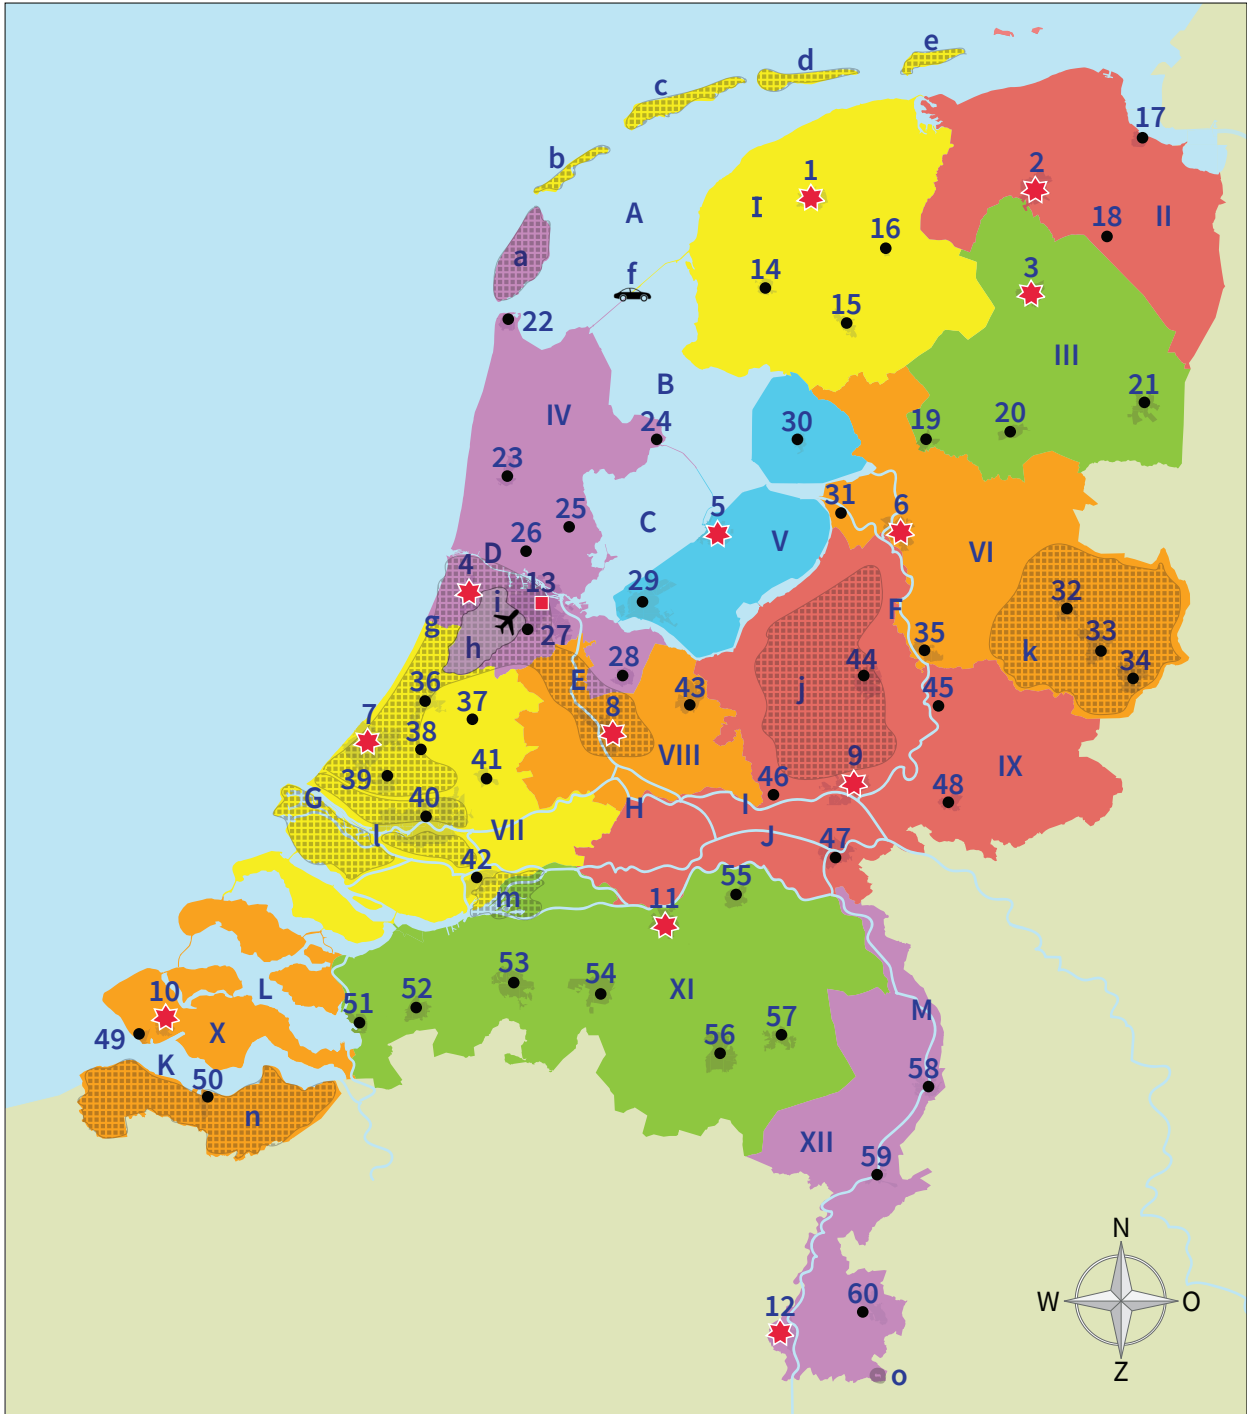 e
d
c
17
b
1
2
A
I
18
II
16
a
3
f
14
15
22
III
B
21
IV
24
30
19
20
23
31
5
6
25
C
V
VI
26
D
4
13
i
29
32
F
g
27
h
33
35
k
28
44
34
E
36
43
j
45
37
8
7
38
VIII
9
IX
41
39
46
48
G
40
H
I
VII
l
J
47
42
55
m
11
53
54
52
10
L
XI
51
M
49
X
57
56
K
50
58
n
XII
59
N
60
W
O
12
Z
o